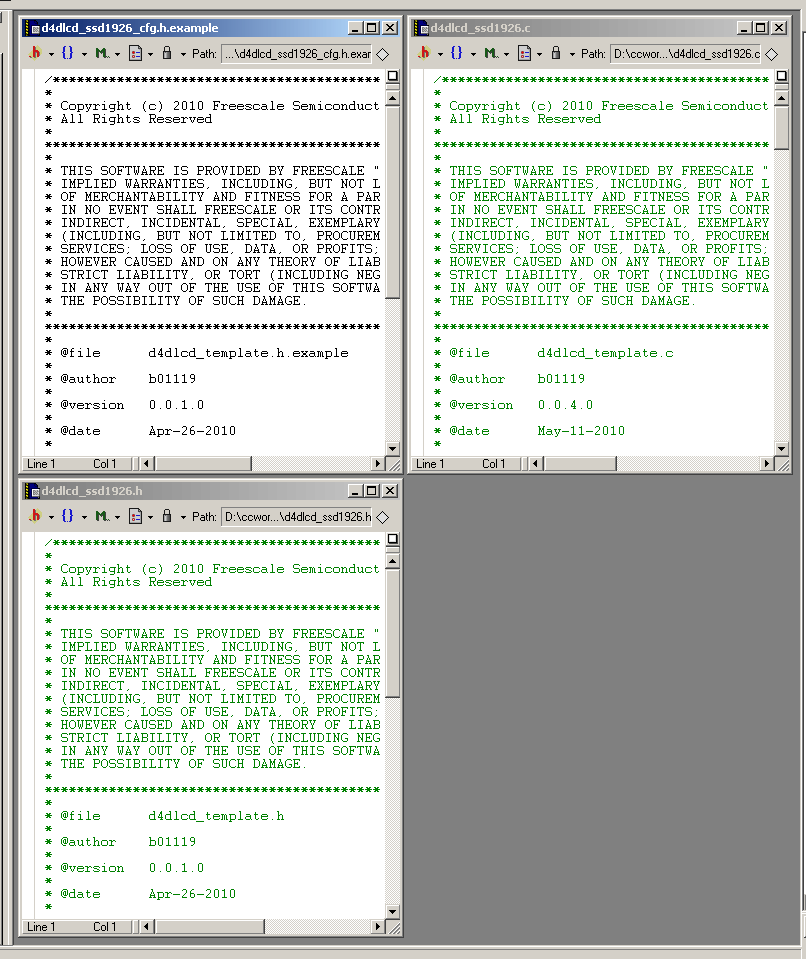 d4dlcd_ssd1926_cfg.h.example
Path: ...\d4dlcd_ssd1926_cfg.h.exar
/*****************************************
*
* Copyright (c) 2010 Freescale Semiconduct
* All Rights Reserved
*
******************************************
*
* THIS SOFTWARE IS PROVIDED BY FREESCALE "
* IMPLIED WARRANTIES, INCLUDING, BUT NOT L
* OF MERCHANTABILITY AND FITNESS FOR A PAR
* IN NO EVENT SHALL FREESCALE OR ITS CONTR
* INDIRECT, INCIDENTAL, SPECIAL, EXEMPLARY
* (INCLUDING, BUT NOT LIMITED TO, PROCUREM
* SERVICES; LOSS OF USE, DATA, OR PROFITS;
* HOWEVER CAUSED AND ON ANY THEORY OF LIAB
* STRICT LIABILITY, OR TORT (INCLUDING NEG
* IN ANY WAY OUT OF THE USE OF THIS SOFTWA
* THE POSSIBILITY OF SUCH DAMAGE.
*
******************************************
*
* @file d4dlcd_template.h.example
*
* @author b01119
*
* @version 0.0.1.0
*
* @date Apr-26-2010
*
Line 1 Col 1
d4dlcd_ssd1926.c
Path: D:\ccwor...\d4dlcd_ssd1926.c
/*****************************************
*
* Copyright (c) 2010 Freescale Semiconduct
* All Rights Reserved
*
******************************************
*
* THIS SOFTWARE IS PROVIDED BY FREESCALE "
* IMPLIED WARRANTIES, INCLUDING, BUT NOT L
* OF MERCHANTABILITY AND FITNESS FOR A PAR
* IN NO EVENT SHALL FREESCALE OR ITS CONTR
* INDIRECT, INCIDENTAL, SPECIAL, EXEMPLARY
* (INCLUDING, BUT NOT LIMITED TO, PROCUREM
* SERVICES; LOSS OF USE, DATA, OR PROFITS;
* HOWEVER CAUSED AND ON ANY THEORY OF LIAB
* STRICT LIABILITY, OR TORT (INCLUDING NEG
* IN ANY WAY OUT OF THE USE OF THIS SOFTWA
* THE POSSIBILITY OF SUCH DAMAGE.
*
******************************************
*
* @file d4dlcd_template.c
*
* @author b01119
*
* @version 0.0.4.0
*
* @date May-11-2010
*
Line 1 Col 1
d4dlcd_ssd1926.h
Path: D:\ccwor...\d4dlcd_ssd1926.h
/*****************************************
*
* Copyright (c) 2010 Freescale Semiconduct
* All Rights Reserved
*
******************************************
*
* THIS SOFTWARE IS PROVIDED BY FREESCALE "
* IMPLIED WARRANTIES, INCLUDING, BUT NOT L
* OF MERCHANTABILITY AND FITNESS FOR A PAR
* IN NO EVENT SHALL FREESCALE OR ITS CONTR
* INDIRECT, INCIDENTAL, SPECIAL, EXEMPLARY
* (INCLUDING, BUT NOT LIMITED TO, PROCUREM
* SERVICES; LOSS OF USE, DATA, OR PROFITS;
* HOWEVER CAUSED AND ON ANY THEORY OF LIAB
* STRICT LIABILITY, OR TORT (INCLUDING NEG
* IN ANY WAY OUT OF THE USE OF THIS SOFTWA
* THE POSSIBILITY OF SUCH DAMAGE.
*
******************************************
*
* @file d4dlcd_template.h
*
* @author b01119
*
* @version 0.0.1.0
*
* @date Apr-26-2010
*
Line 1 Col 1